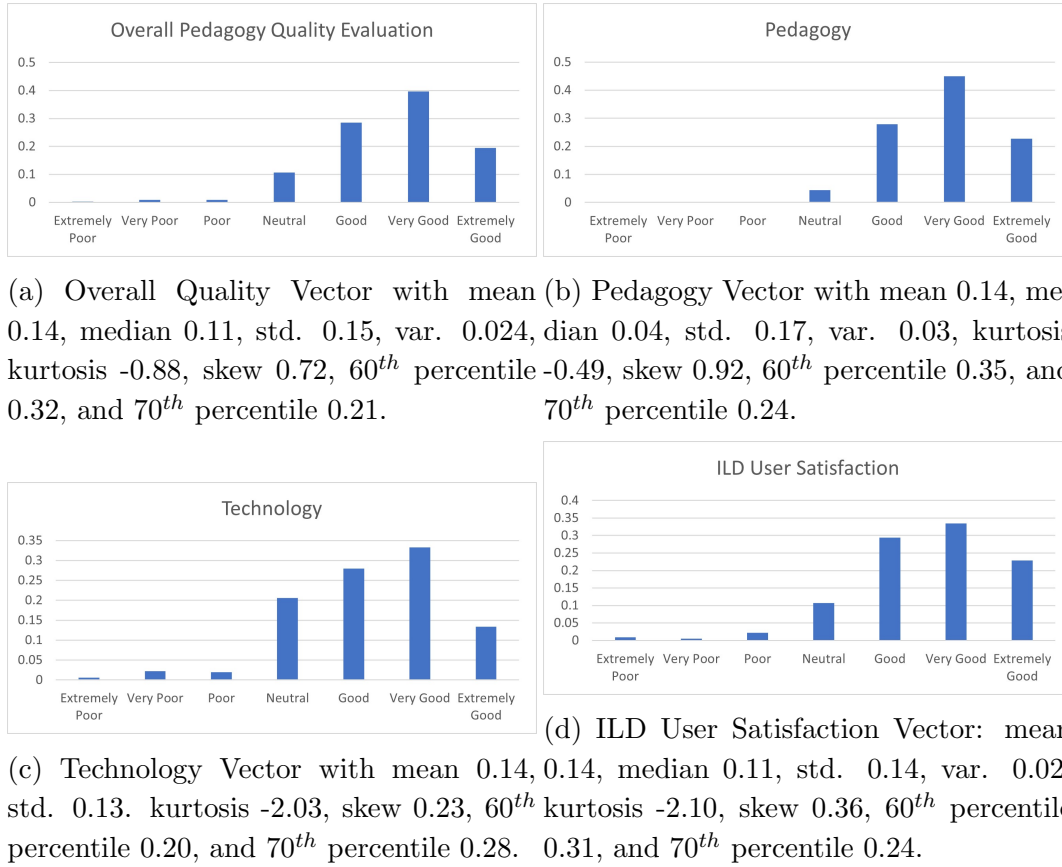 Overall Pedagogy Quality Evaluation
0.5
0.4
0.3
0.2
0.1
0
Extremely Poor
Very Poor
Poor
Neutral
Good
Very Good
Extremely Good
(a) Overall Quality Vector with mean
0.14, median 0.11, std. 0.15, var. 0.024,
kurtosis -0.88, skew 0.72, 60th percentile
0.32, and 70th percentile 0.21.
Pedagogy
0.5
0.4
0.3
0.2
0.1
0
Extremely Poor
Very Poor
Poor
Neutral
Good
Very Good
Extremely Good
(b) Pedagogy Vector with mean 0.14, me
dian 0.04, std. 0.17, var. 0.03, kurtosis
-0.49, skew 0.92, 60th percentile 0.35, and
70th percentile 0.24.
Technology
0.35
0.3
0.25
0.2
0.15
0.1
0.05
0
Extremely Poor
Very Poor
Poor
Neutral
Good
Very Good
Extremely Good
(c) Technology Vector with mean 0.14,
std. 0.13. kurtosis -2.03, skew 0.23, 60th
percentile 0.20, and 70th percentile 0.28.
ILD User Satisfaction
0.4
0.35
0.3
0.25
0.2
0.15
0.1
0.05
0
Extremely Poor
Very Poor
Poor
Neutral
Good
Very Good
Extremely Good
(d) ILD User Satisfaction Vector: mean
0.14, median 0.11, std. 0.14, var. 0.02
kurtosis -2.10, skew 0.36, 60th percentile
0.31, and 70th percentile 0.24.